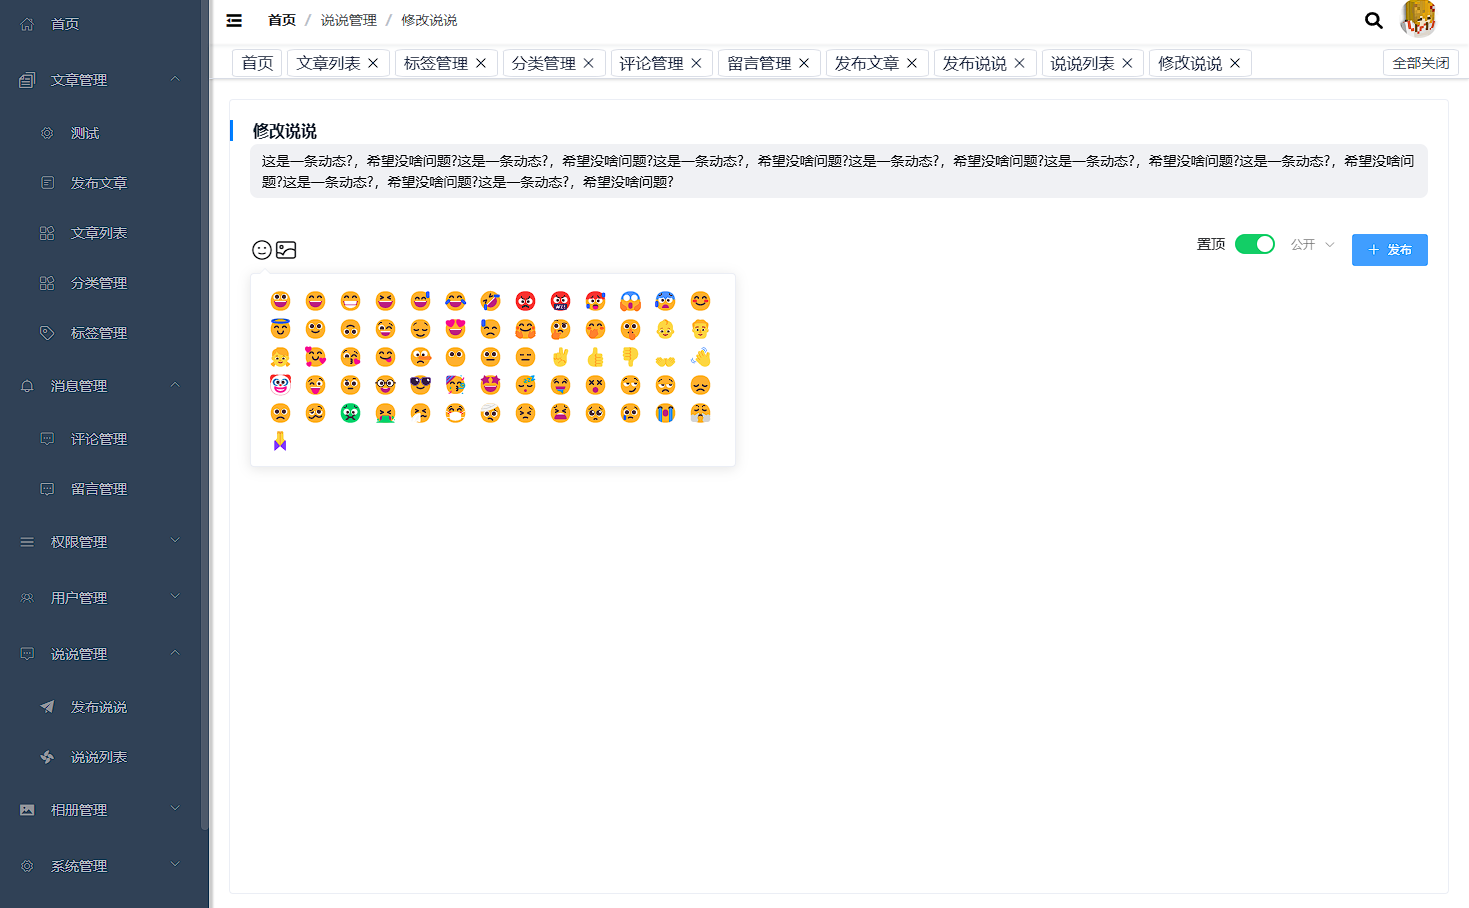 首页
文章管理
测试
发布文章
文章列表
分类管理
标签管理
消息管理
评论管理
留言管理
权限管理
用户管理
说说管理
发布说说
说说列表
相册管理
系统管理
首页 / 说说管理 / 修改说说
首页 文章列表 标签管理 分类管理 评论管理 留言管理 发布文章 发布说说 说说列表 修改说说 全部关闭
修改说说
这是一条动态?，希望没啥问题?这是一条动态?，希望没啥问题?这是一条动态?，希望没啥问题?这是一条动态?，希望没啥问题?这是一条动态?，希望没啥问题?这是一条动态?，希望没啥问
题?这是一条动态?，希望没啥问题?这是一条动态?，希望没啥问题?
置顶 公开 发布